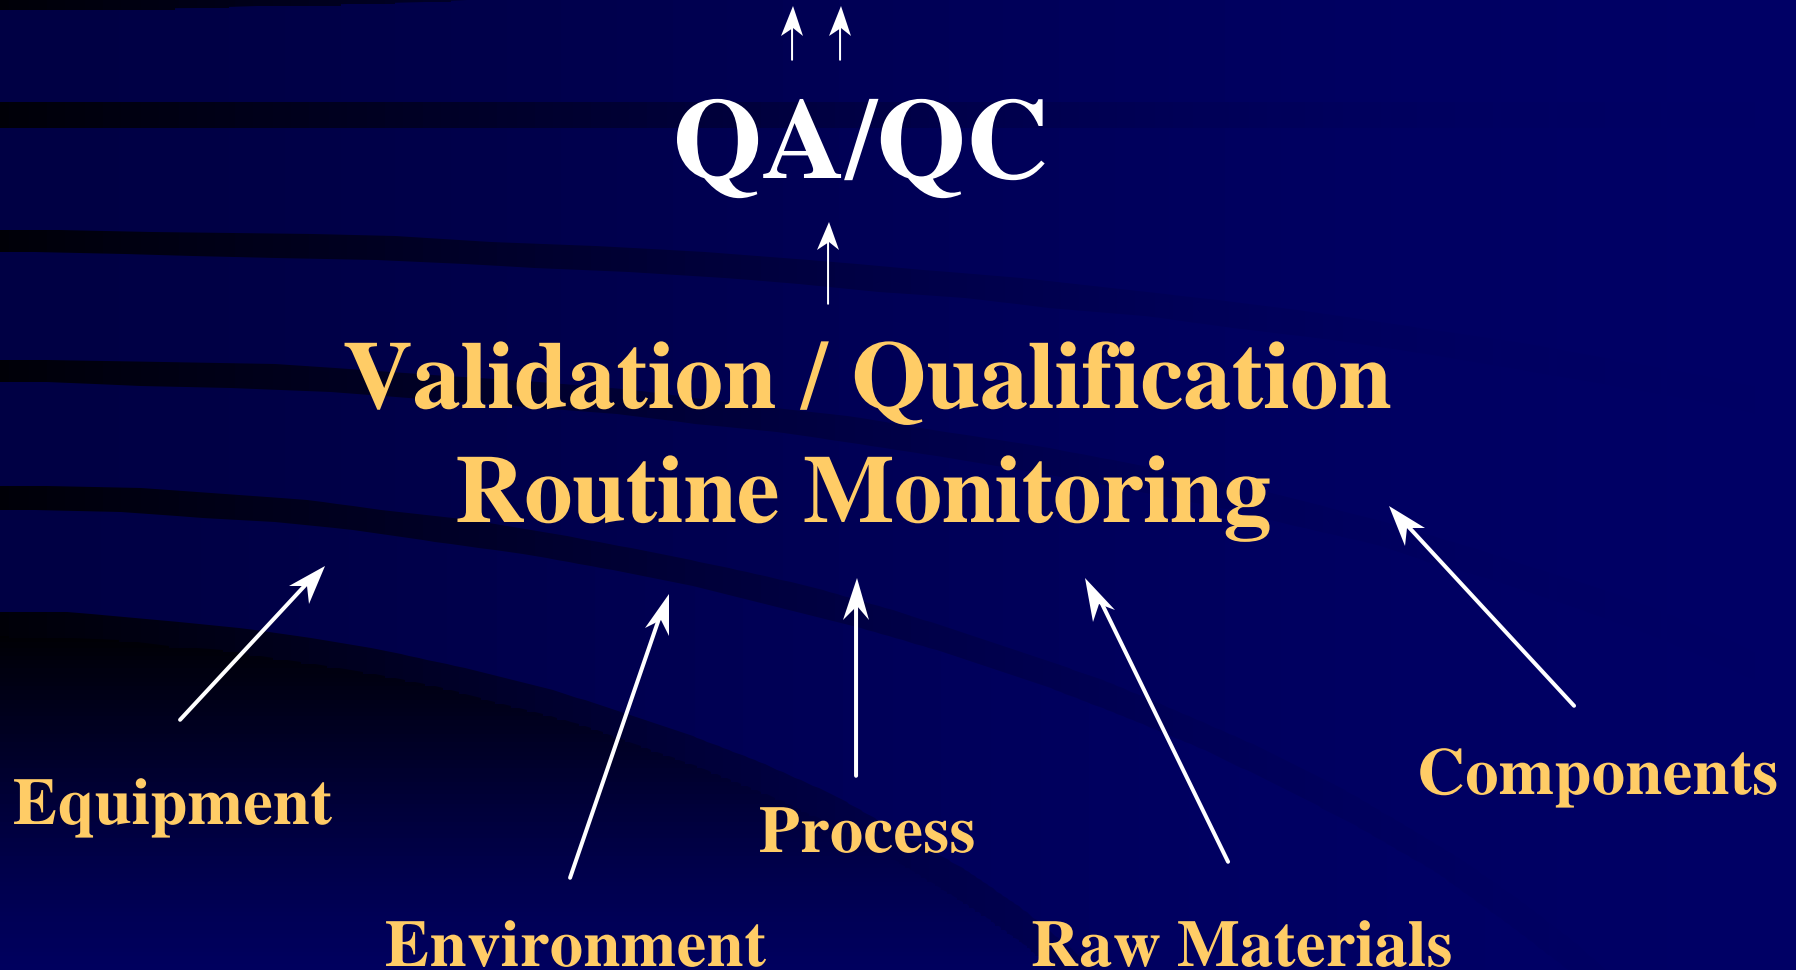 QA/QC
Validation / Qualification
Routine Monitoring
Equipment
Environment
Process
Raw Materials
Components